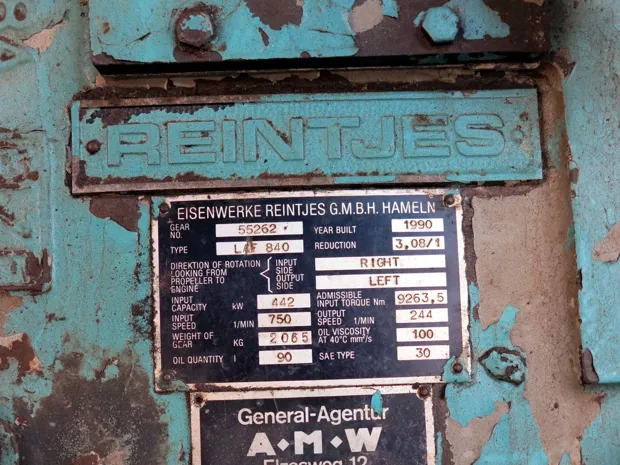 REINTJES
EISENWERKE REINTJES G.M.B.H. HAMELN
GEAR NO. 55262 YEAR BUILT 1990
TYPE LAF 840 REDUCTION 3,08/1
DIREKTION OF ROTATION LOOKING FROM PROPELLER TO ENGINE
INPUT SIDE RIGHT
OUTPUT SIDE LEFT
INPUT CAPACITY kW 442 ADMISSIBLE INPUT TORQUE Nm 9263,5
INPUT SPEED 1/MIN 750 OUTPUT SPEED 1/MIN 244
WEIGHT OF GEAR KG 2065 OIL VISCOSITY AT 40°C mm²/s 100
OIL QUANTITY l 90 SAE TYPE 30
General-Agentur
A•M•W
Elzesweg 12